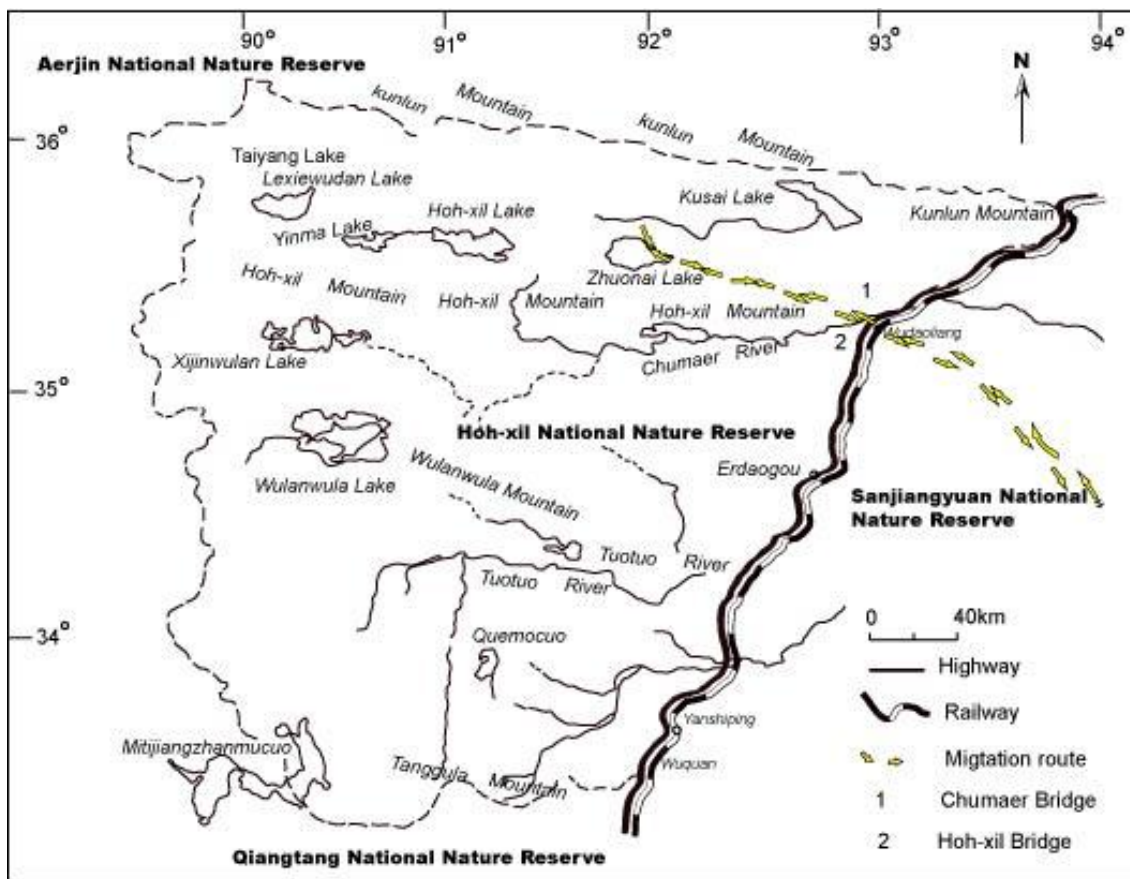 90°
91°
92°
93°
94°
Aerjin National Nature Reserve
N
kunlun Mountain
kunlun Mountain
36°
Taiyang Lake
Lexiewudan Lake
Kusai Lake
Kunlun Mountain
Hoh-xil Lake
Yinma Lake
Zhuonai Lake
Hoh-xil Mountain
Hoh-xil Mountain
Hoh-xil Mountain
1
2
Wudaoliang
Xijinwulan Lake
Chumaer River
35°
Hoh-xil National Nature Reserve
Wulanwula Mountain
Wulanwula Lake
Erdaogou
Sanjiangyuan National
Nature Reserve
Tuotuo River
Tuotuo River
34°
Quemocuo
0 40km
Highway
Railway
Yanshiping
Mitijiangzhanmucuo
Wuquan
Tanggula Mountain
Migtation route
1 Chumaer Bridge
2 Hoh-xil Bridge
Qiangtang National Nature Reserve